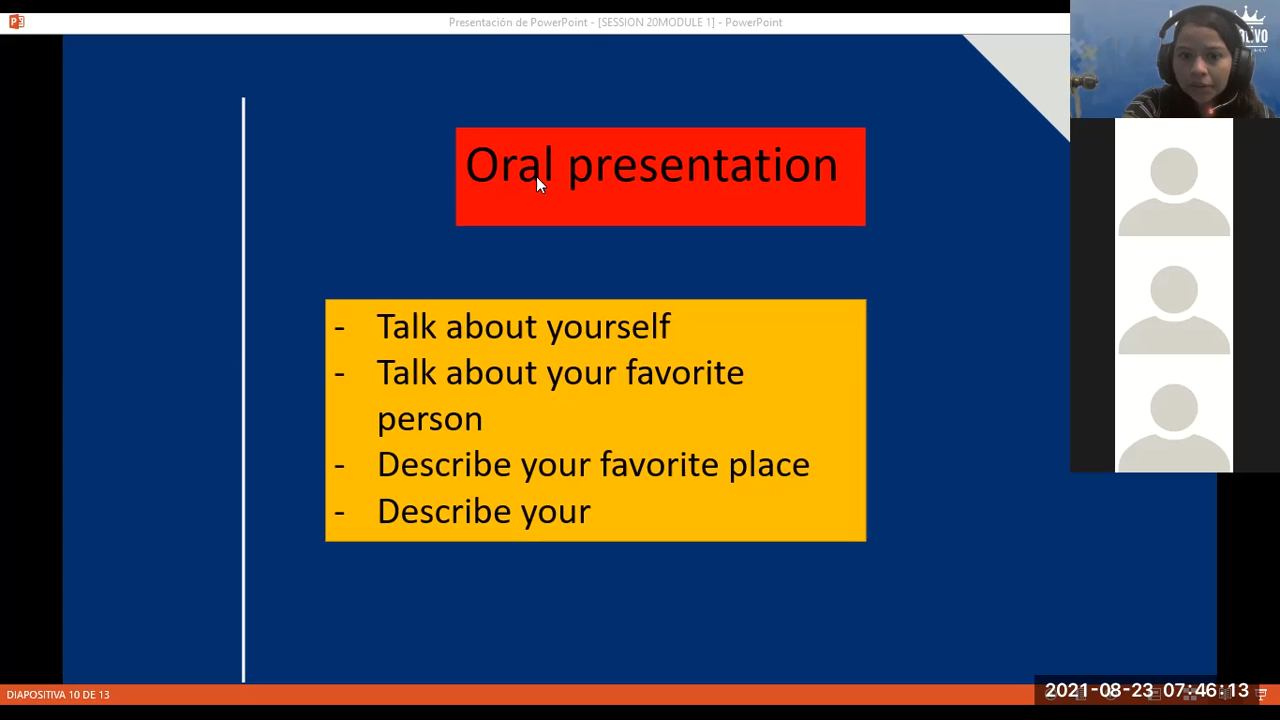 Presentación de PowerPoint - [SESSION 20MODULE 1] - PowerPoint
Oral presentation
- Talk about yourself
- Talk about your favorite
person
- Describe your favorite place
- Describe your
DIAPOSITIVA 10 DE 13
2021-08-23 07:46:13